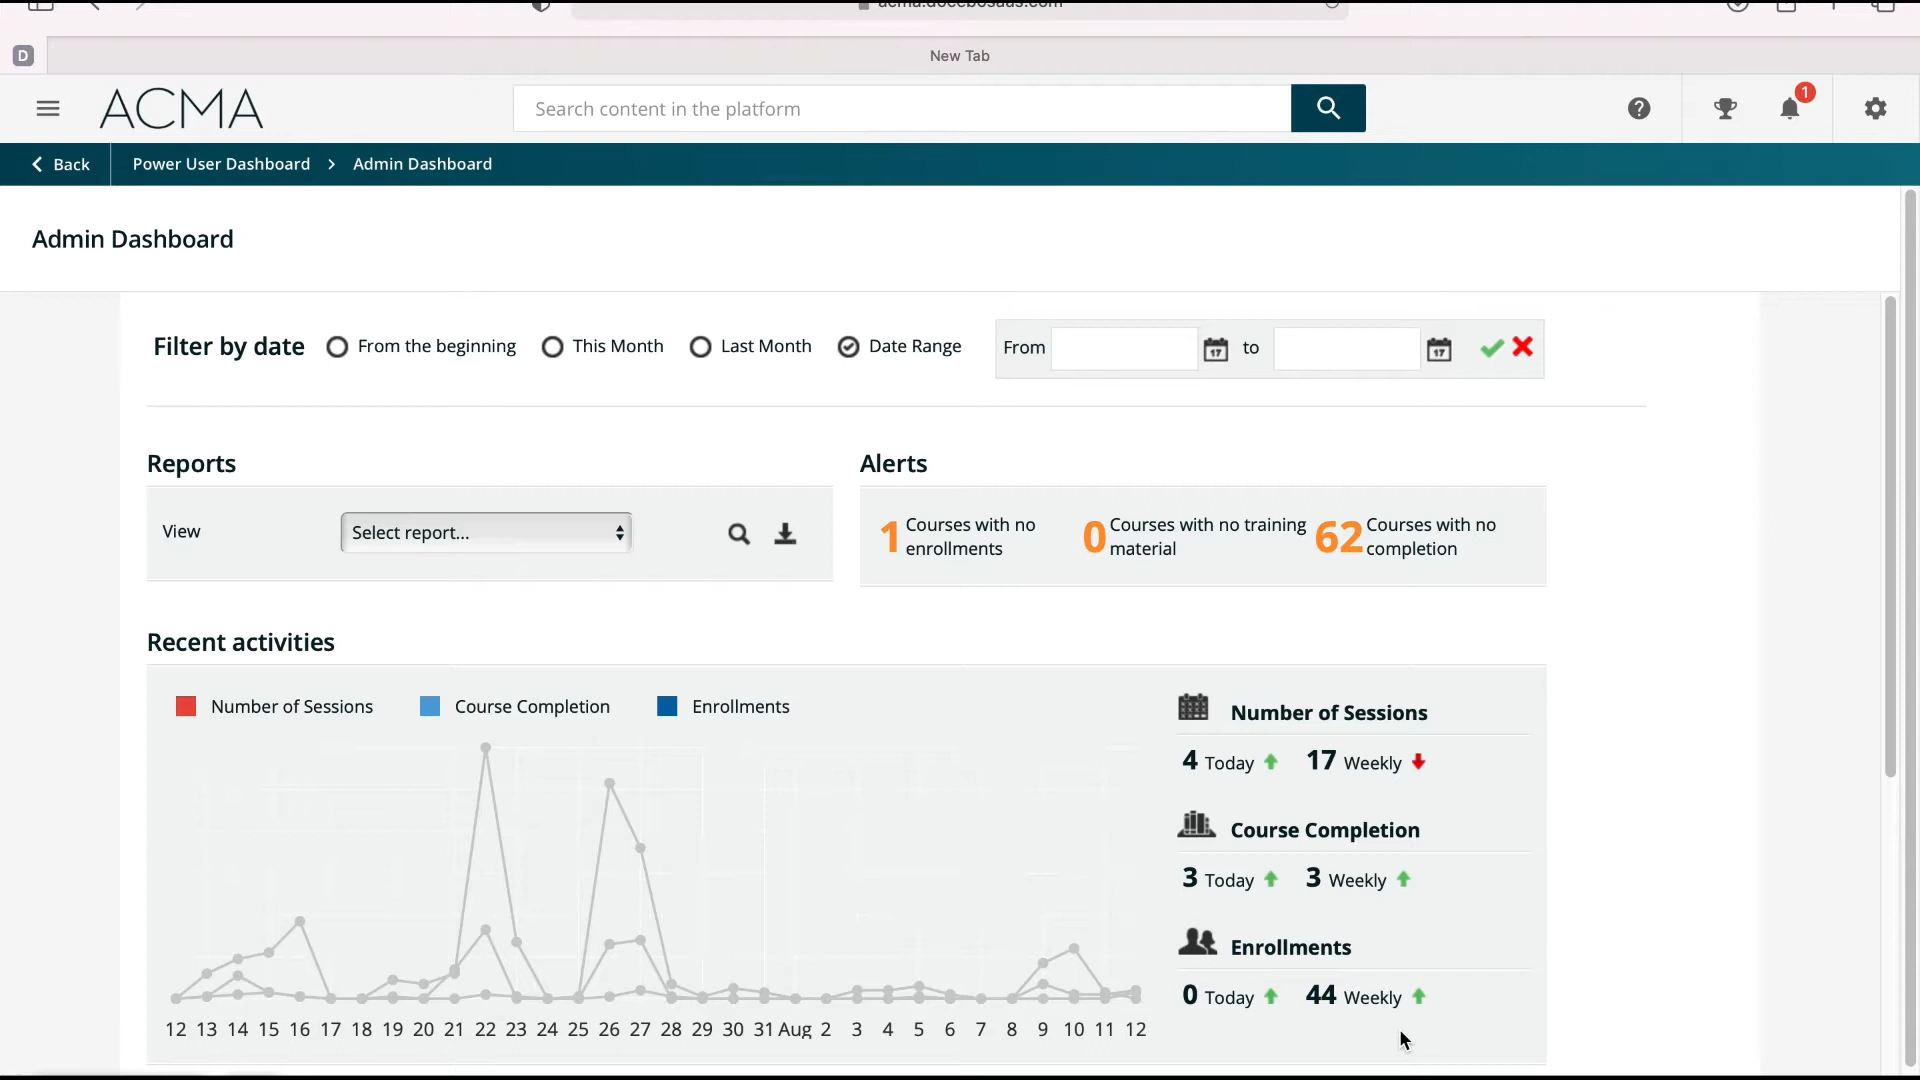 D
New Tab
ACMA
Search content in the platform
1
Back
Power User Dashboard > Admin Dashboard
Admin Dashboard
Filter by date
From the beginning
This Month
Last Month
Date Range
From
17
to
17
Reports
Alerts
View
Select report...
1 Courses with no enrollments
0 Courses with no training material
62 Courses with no completion
Recent activities
Number of Sessions
Course Completion
Enrollments
Number of Sessions
4 Today
17 Weekly
Course Completion
3 Today
3 Weekly
Enrollments
0 Today
44 Weekly
12 13 14 15 16 17 18 19 20 21 22 23 24 25 26 27 28 29 30 31 Aug 2 3 4 5 6 7 8 9 10 11 12